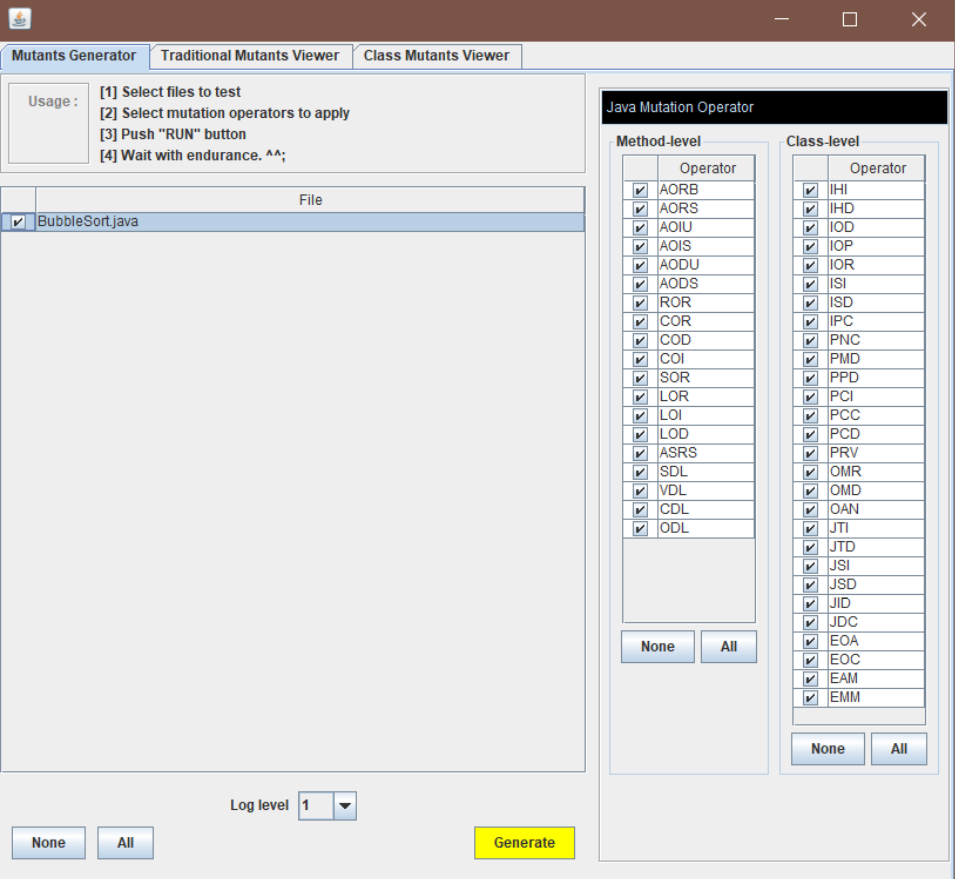 Mutants Generator
Traditional Mutants Viewer
Class Mutants Viewer
Usage :
[1] Select files to test
[2] Select mutation operators to apply
[3] Push "RUN" button
[4] Wait with endurance. ^^;
File
BubbleSort.java
Log level 1
None
All
Generate
Java Mutation Operator
Method-level
Operator
AORB
AORS
AOIU
AOIS
AODU
AODS
ROR
COR
COD
COI
SOR
LOR
LOI
LOD
ASRS
SDL
VDL
CDL
ODL
None
All
Class-level
Operator
IHI
IHD
IOD
IOP
IOR
ISI
ISD
IPC
PNC
PMD
PPD
PCI
PCC
PCD
PRV
OMR
OMD
OAN
JTI
JTD
JSI
JSD
JID
JDC
EOA
EOC
EAM
EMM
None
All